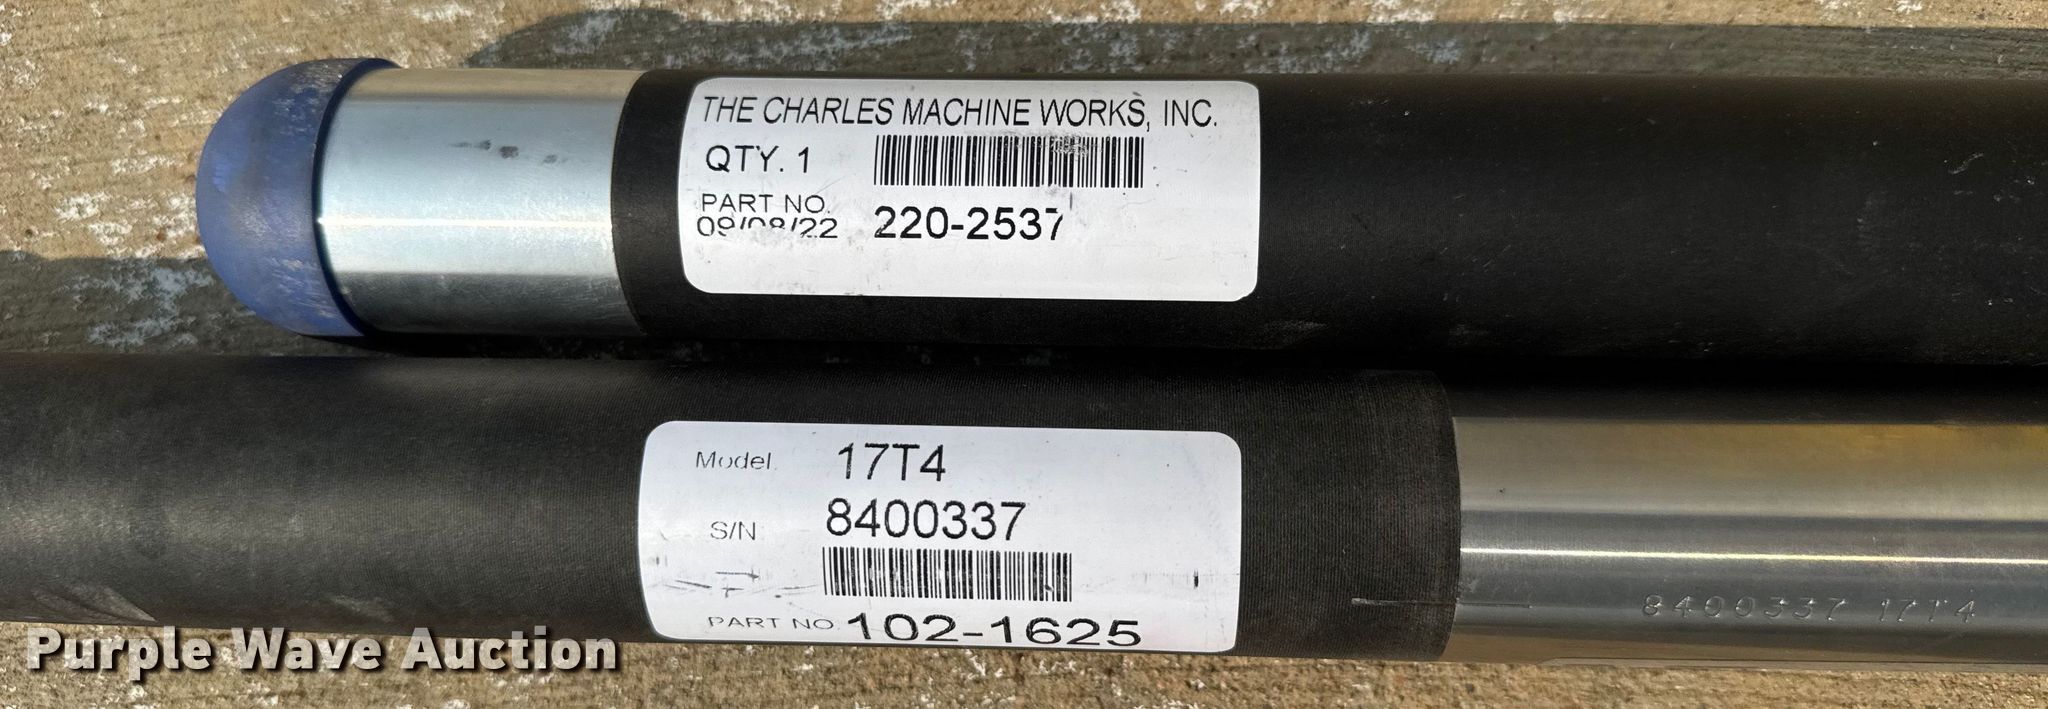 THE CHARLES MACHINE WORKS, INC.
QTY. 1
PART NO.
09/08/22 220-2537
Model 17T4
S/N 8400337
PART NO. 102-1625
8400337 17T4
Purple Wave Auction